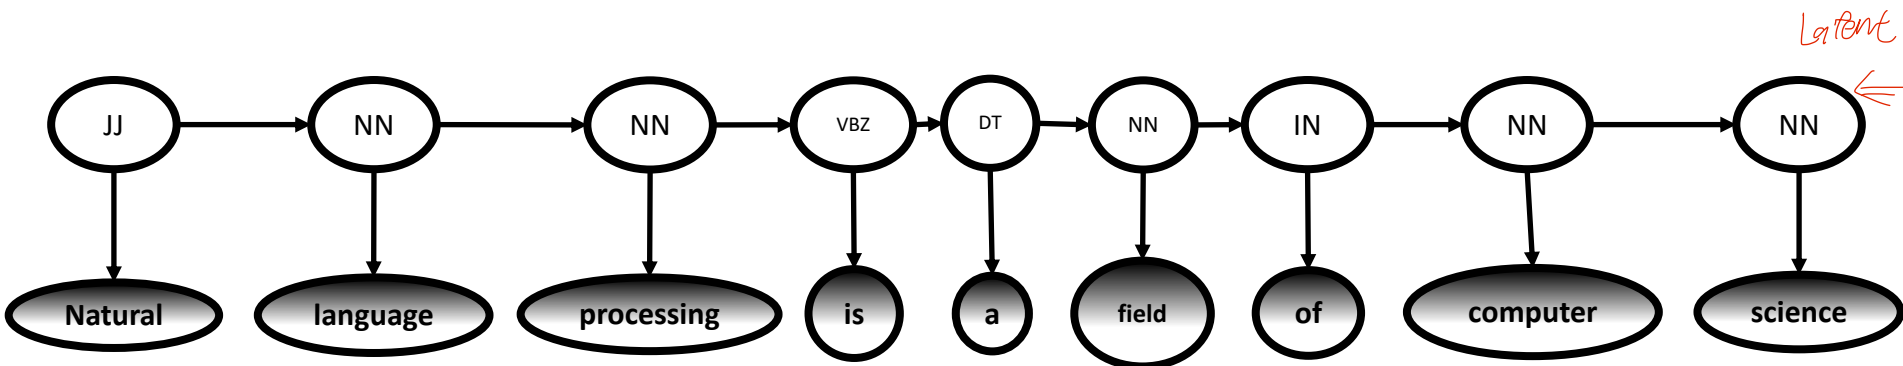 Latent
JJ NN NN VBZ DT NN IN NN NN
Natural language processing is a field of computer science